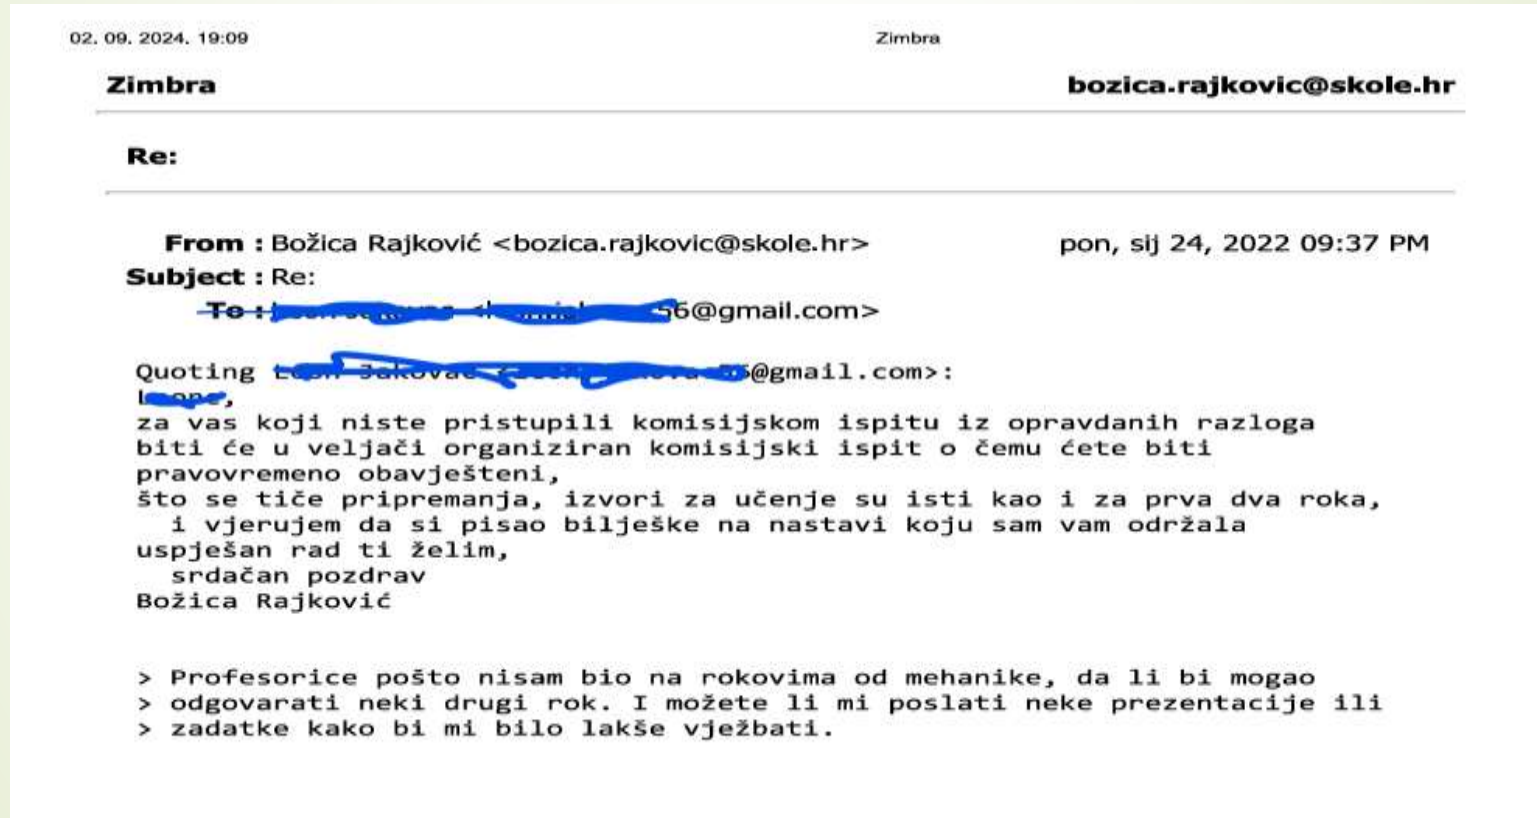 02. 09. 2024. 19:09 Zimbra
Zimbra bozica.rajkovic@skole.hr
Re:
From : Božica Rajković <bozica.rajkovic@skole.hr> pon, sij 24, 2022 09:37 PM
Subject : Re:
To : 6@gmail.com>
Quoting @gmail.com>:
,
za vas koji niste pristupili komisijskom ispitu iz opravdanih razloga
biti će u veljači organiziran komisijski ispit o čemu ćete biti
pravovremeno obavješteni,
što se tiče pripremanja, izvori za učenje su isti kao i za prva dva roka,
i vjerujem da si pisao bilješke na nastavi koju sam vam održala
uspješan rad ti želim,
srdačan pozdrav
Božica Rajković
> Profesorice pošto nisam bio na rokovima od mehanike, da li bi mogao
> odgovarati neki drugi rok. I možete li mi poslati neke prezentacije ili
> zadatke kako bi mi bilo lakše vježbati.